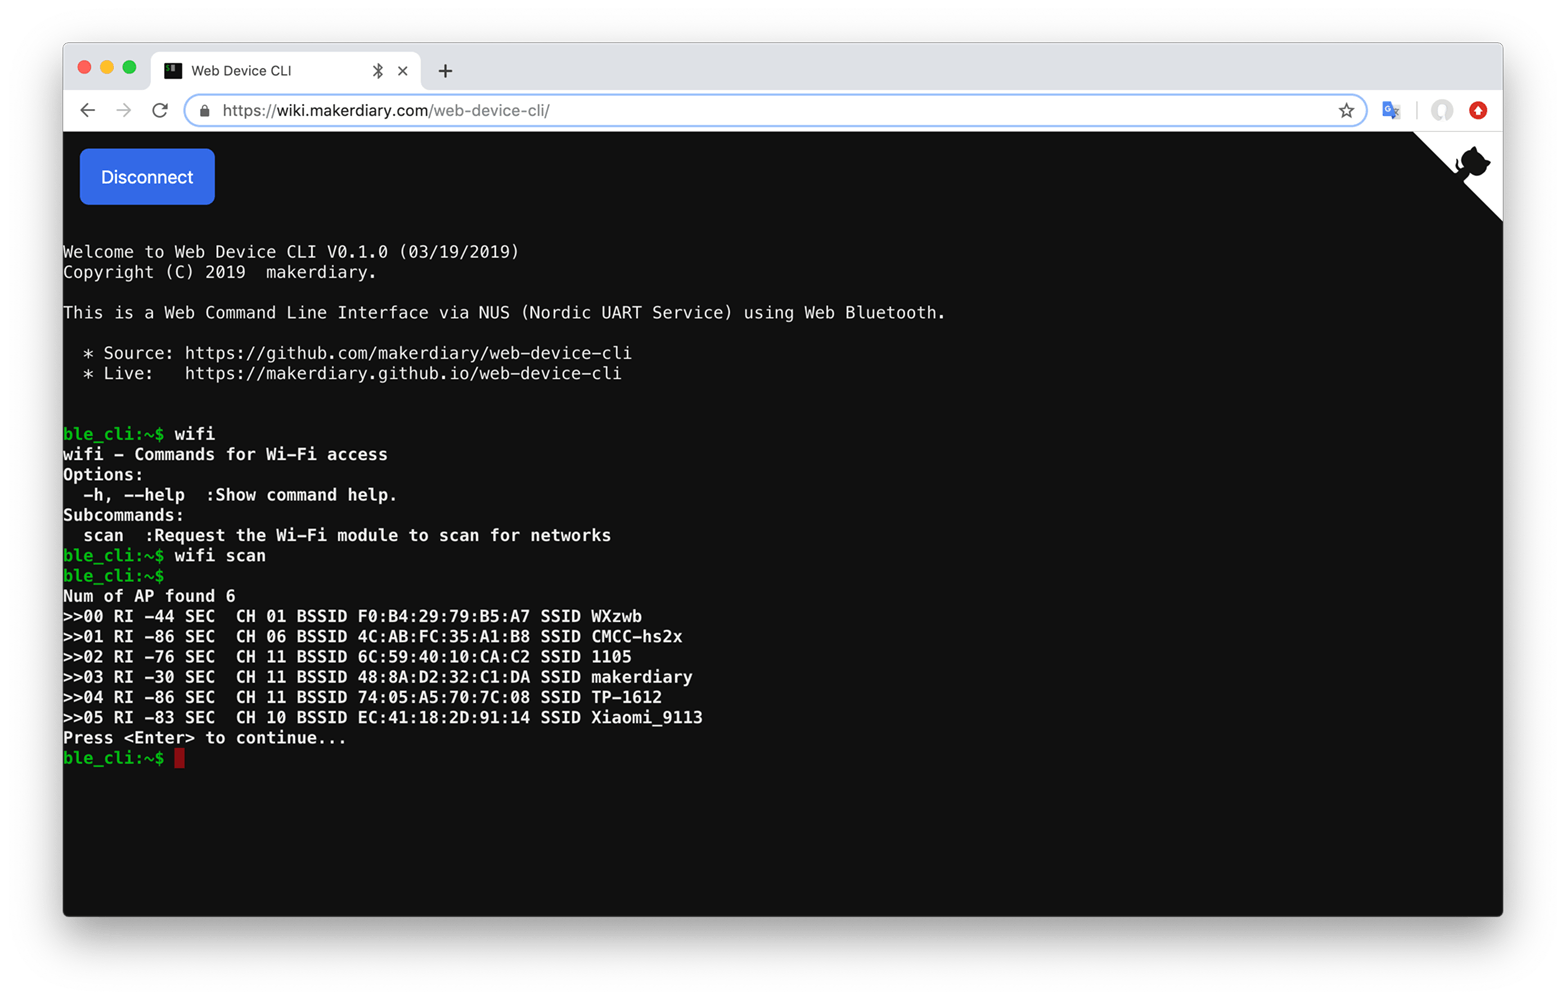 Web Device CLI
https://wiki.makerdiary.com/web-device-cli/
Disconnect
Welcome to Web Device CLI V0.1.0 (03/19/2019)
Copyright (C) 2019  makerdiary.
This is a Web Command Line Interface via NUS (Nordic UART Service) using Web Bluetooth.
* Source: https://github.com/makerdiary/web-device-cli
* Live:   https://makerdiary.github.io/web-device-cli
ble_cli:~$ wifi
wifi - Commands for Wi-Fi access
Options:
-h, --help  :Show command help.
Subcommands:
scan  :Request the Wi-Fi module to scan for networks
ble_cli:~$ wifi scan
ble_cli:~$
Num of AP found 6
>>00 RI -44 SEC  CH 01 BSSID F0:B4:29:79:B5:A7 SSID WXzwb
>>01 RI -86 SEC  CH 06 BSSID 4C:AB:FC:35:A1:B8 SSID CMCC-hs2x
>>02 RI -76 SEC  CH 11 BSSID 6C:59:40:10:CA:C2 SSID 1105
>>03 RI -30 SEC  CH 11 BSSID 48:8A:D2:32:C1:DA SSID makerdiary
>>04 RI -86 SEC  CH 11 BSSID 74:05:A5:70:7C:08 SSID TP-1612
>>05 RI -83 SEC  CH 10 BSSID EC:41:18:2D:91:14 SSID Xiaomi_9113
Press <Enter> to continue...
ble_cli:~$